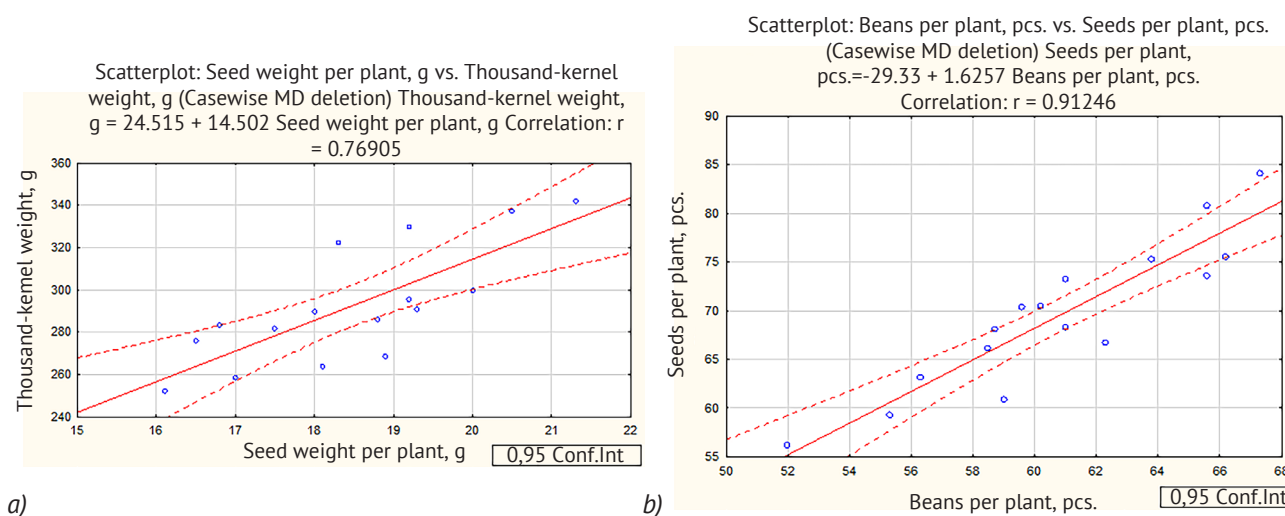 Scatterplot: Seed weight per plant, g vs. Thousand-kernel
weight, g (Casewise MD deletion) Thousand-kernel weight,
g = 24.515 + 14.502 Seed weight per plant, g Correlation: r
= 0.76905
Thousand-kernel weight, g
360
340
320
300
280
260
240
15 16 17 18 19 20 21 22
Seed weight per plant, g
0,95 Conf.Int
a)
Scatterplot: Beans per plant, pcs. vs. Seeds per plant, pcs.
(Casewise MD deletion) Seeds per plant,
pcs.=-29.33 + 1.6257 Beans per plant, pcs.
Correlation: r = 0.91246
Seeds per plant, pcs.
90
85
80
75
70
65
60
55
50 52 54 56 58 60 62 64 66 68
Beans per plant, pcs.
0,95 Conf.Int
b)